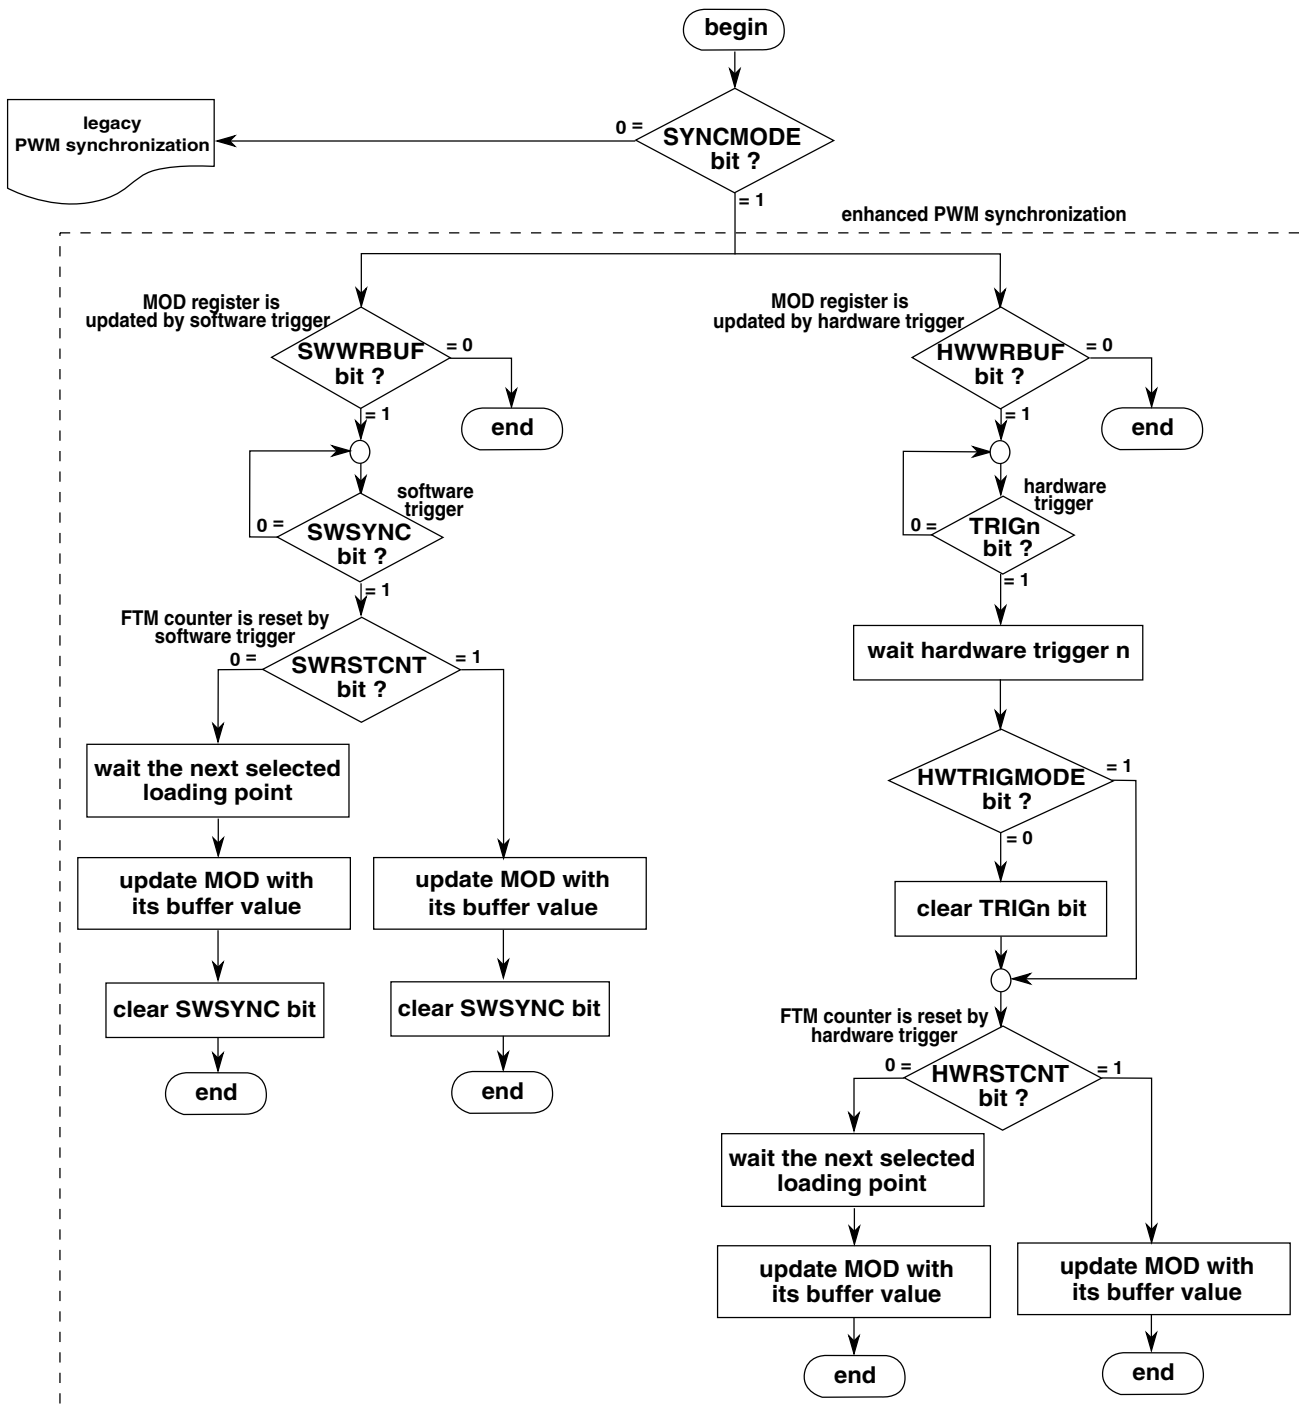 begin
legacy
PWM synchronization
0 =
SYNCMODE
bit ?
= 1
enhanced PWM synchronization
MOD register is
updated by software trigger
SWWRBUF
bit ?
= 0
= 1
end
software
trigger
0 =
SWSYNC
bit ?
= 1
FTM counter is reset by
software trigger
0 =
SWRSTCNT
bit ?
= 1
wait the next selected
loading point
update MOD with
its buffer value
clear SWSYNC bit
end
update MOD with
its buffer value
clear SWSYNC bit
end
MOD register is
updated by hardware trigger
HWWRBUF
bit ?
= 0
= 1
end
hardware
trigger
0 =
TRIGn
bit ?
= 1
wait hardware trigger n
HWTRIGMODE
bit ?
= 1
= 0
clear TRIGn bit
FTM counter is reset by
hardware trigger
0 =
HWRSTCNT
bit ?
= 1
wait the next selected
loading point
update MOD with
its buffer value
end
update MOD with
its buffer value
end